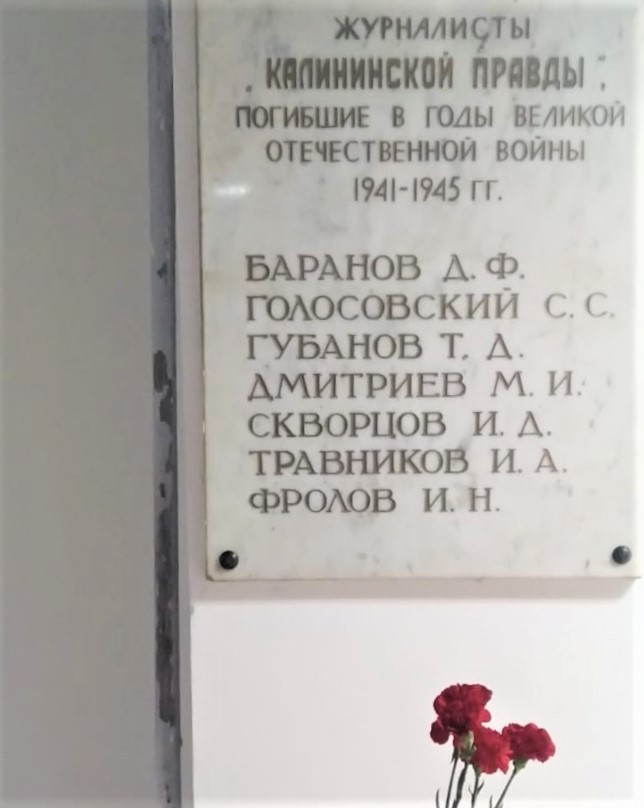 ЖУРНАЛИСТЫ
„КАЛИНИНСКОЙ ПРАВДЫ“,
ПОГИБШИЕ В ГОДЫ ВЕЛИКОЙ
ОТЕЧЕСТВЕННОЙ ВОЙНЫ
1941-1945 ГГ.
БАРАНОВ Д. Ф.
ГОЛОСОВСКИЙ С. С.
ГУБАНОВ Т. Д.
ДМИТРИЕВ М. И.
СКВОРЦОВ И. Д.
ТРАВНИКОВ И. А.
ФРОЛОВ И. Н.